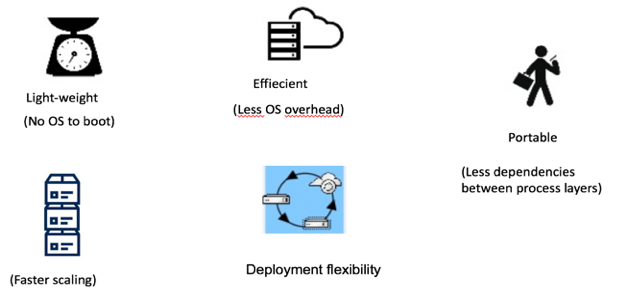 Light-weight
(No OS to boot)
Effiecient
(Less OS overhead)
Portable
(Less dependencies
between process layers)
(Faster scaling)
Deployment flexibility